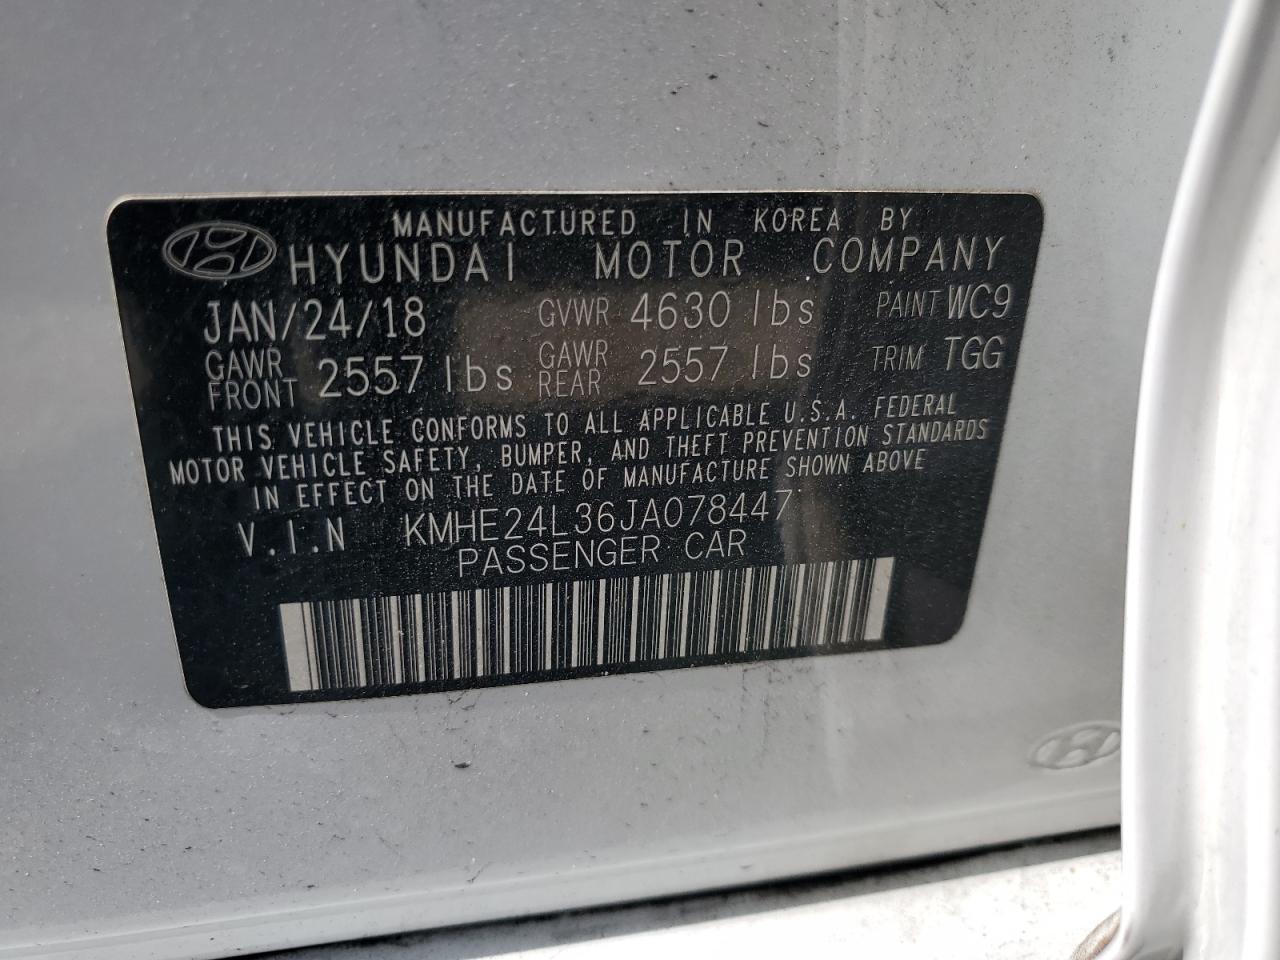 MANUFACTURED IN KOREA BY
HYUNDAI MOTOR COMPANY
JAN/24/18 GVWR 4630 lbs PAINT WC9
GAWR FRONT 2557 lbs GAWR REAR 2557 lbs TRIM TGG
THIS VEHICLE CONFORMS TO ALL APPLICABLE U.S.A. FEDERAL
MOTOR VEHICLE SAFETY, BUMPER, AND THEFT PREVENTION STANDARDS
IN EFFECT ON THE DATE OF MANUFACTURE SHOWN ABOVE
V.I.N KMHE24L36JA078447
PASSENGER CAR